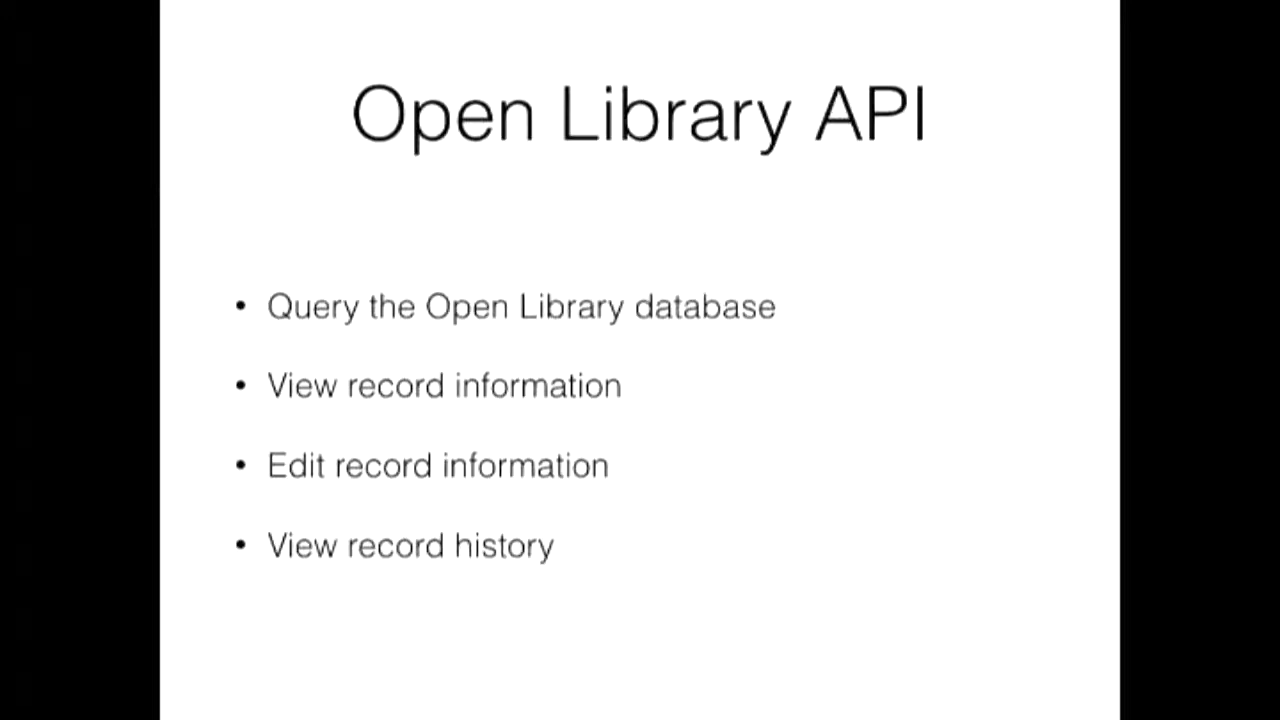 Open Library API
• Query the Open Library database
• View record information
• Edit record information
• View record history